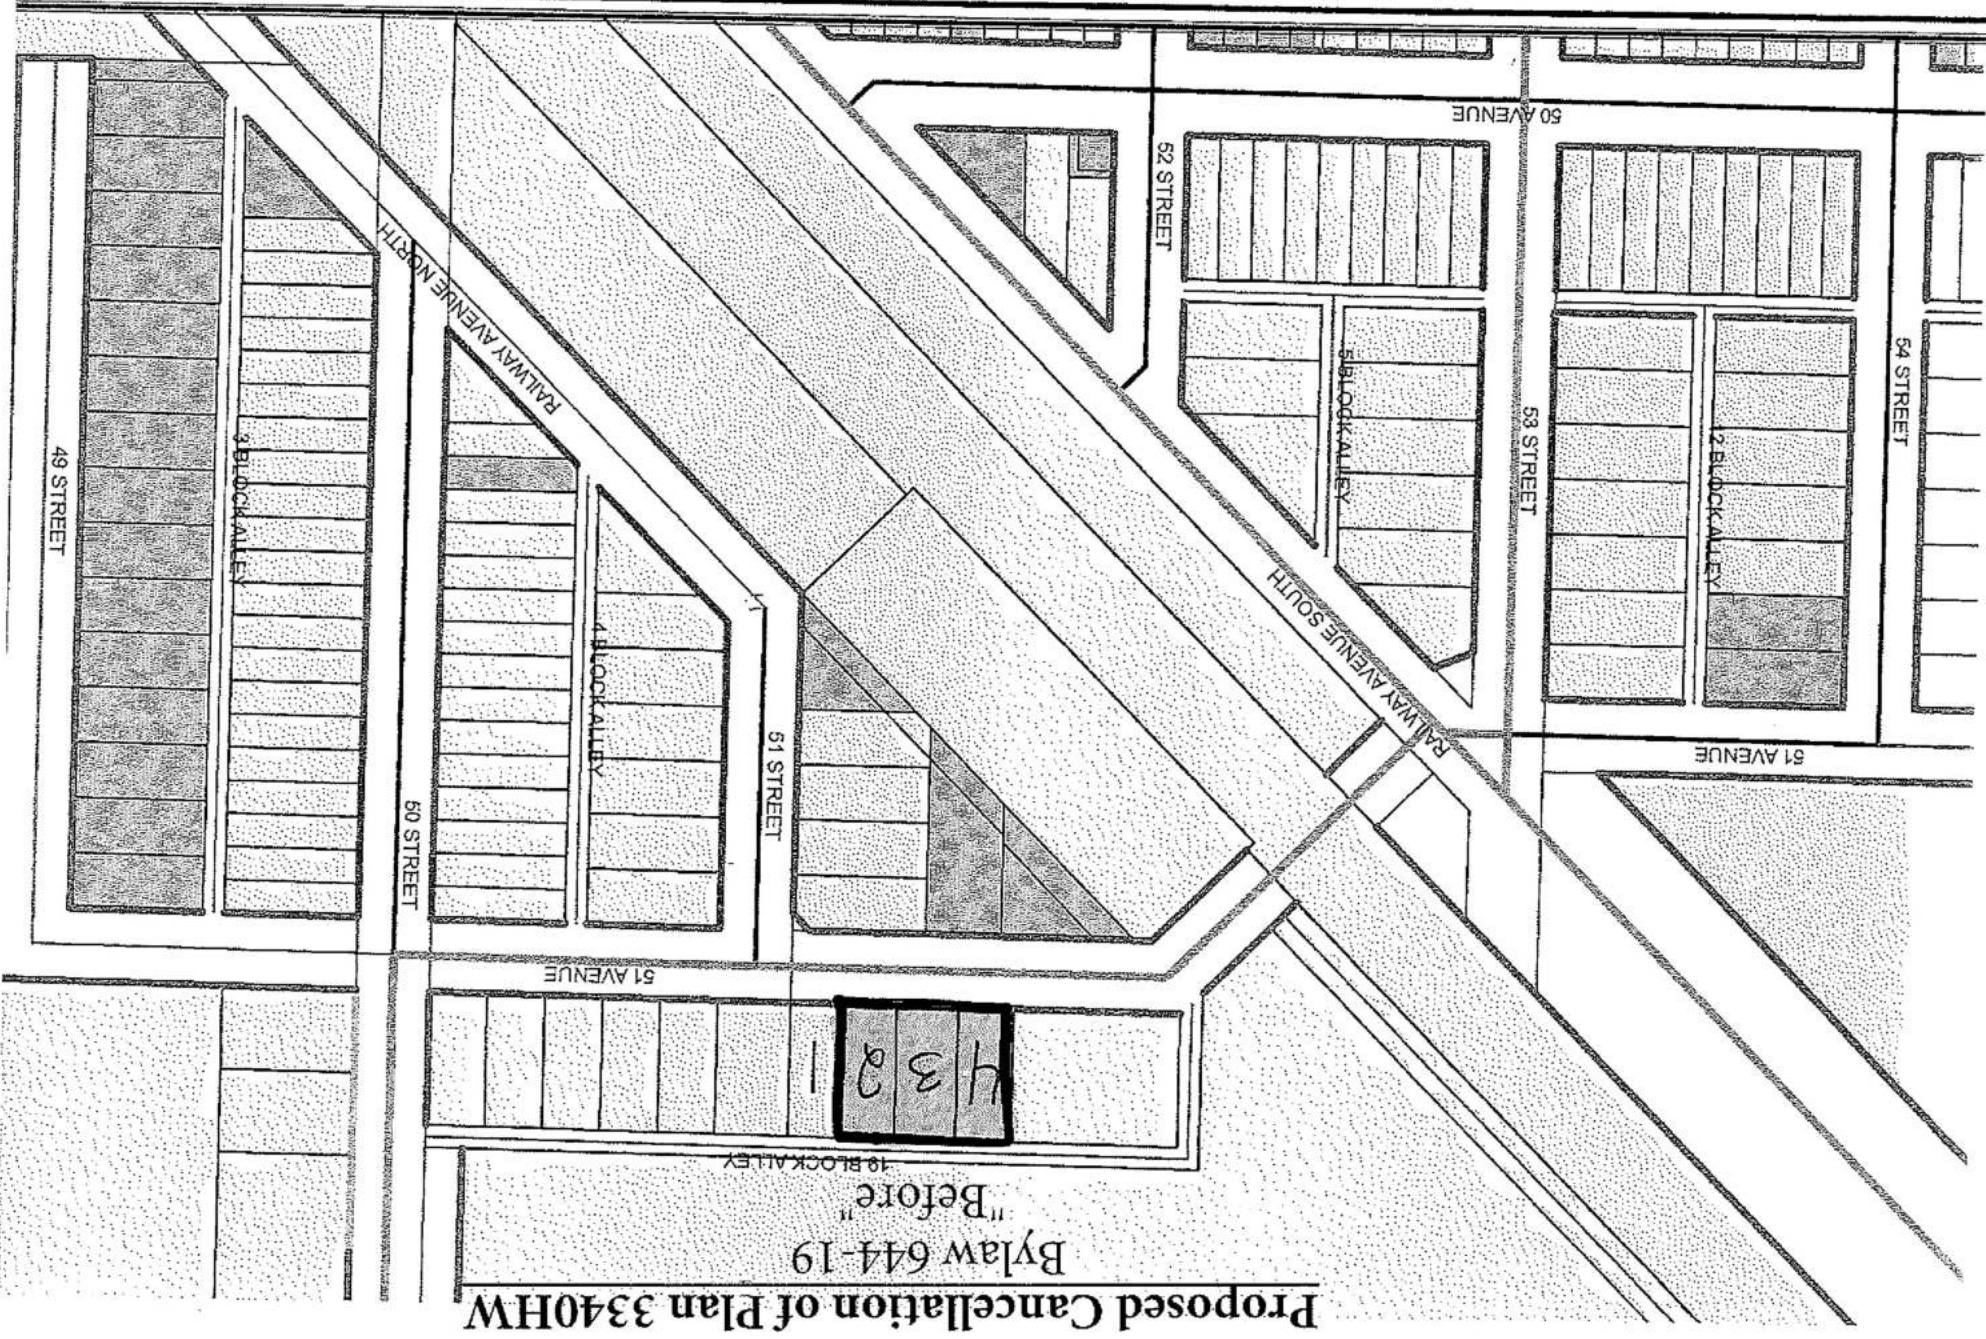 Proposed Cancellation of Plan 3340HW
Bylaw 644-19
"Before"
19 BLOCK ALLEY
4 3 2 1
51 AVENUE
50 STREET
51 STREET
49 STREET
3 BLOCK ALLEY
4 BLOCK ALLEY
RAILWAY AVENUE NORTH
RAILWAY AVENUE SOUTH
51 AVENUE
54 STREET
12 BLOCK ALLEY
53 STREET
5 BLOCK ALLEY
52 STREET
50 AVENUE